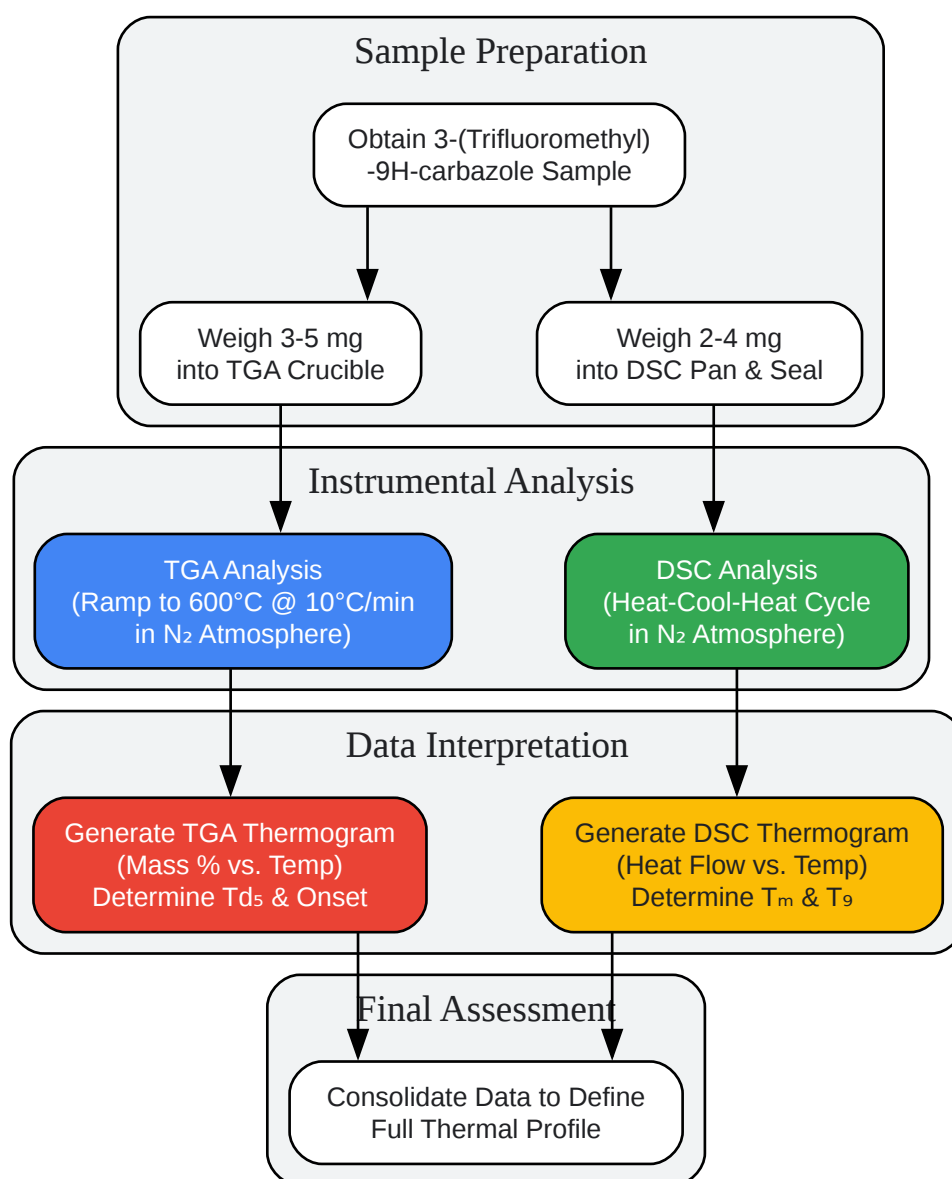 Sample Preparation
Obtain 3-(Trifluoromethyl)
-9H-carbazole Sample
Weigh 3-5 mg
into TGA Crucible
Weigh 2-4 mg
into DSC Pan & Seal
Instrumental Analysis
TGA Analysis
(Ramp to 600°C @ 10°C/min
in N₂ Atmosphere)
DSC Analysis
(Heat-Cool-Heat Cycle
in N₂ Atmosphere)
Data Interpretation
Generate TGA Thermogram
(Mass % vs. Temp)
Determine Td₅ & Onset
Generate DSC Thermogram
(Heat Flow vs. Temp)
Determine Tₘ & T₉
Final Assessment
Consolidate Data to Define
Full Thermal Profile